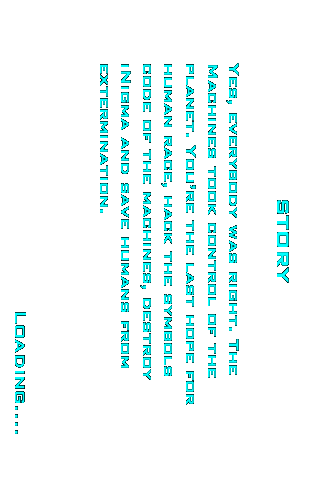 STORY
Yes, everybody was right. The
Machines took control of the
planet. You're the last hope for
human race, hack the symbols
code of the machines, destroy
INigma and save humans from
extermination.
Loading....